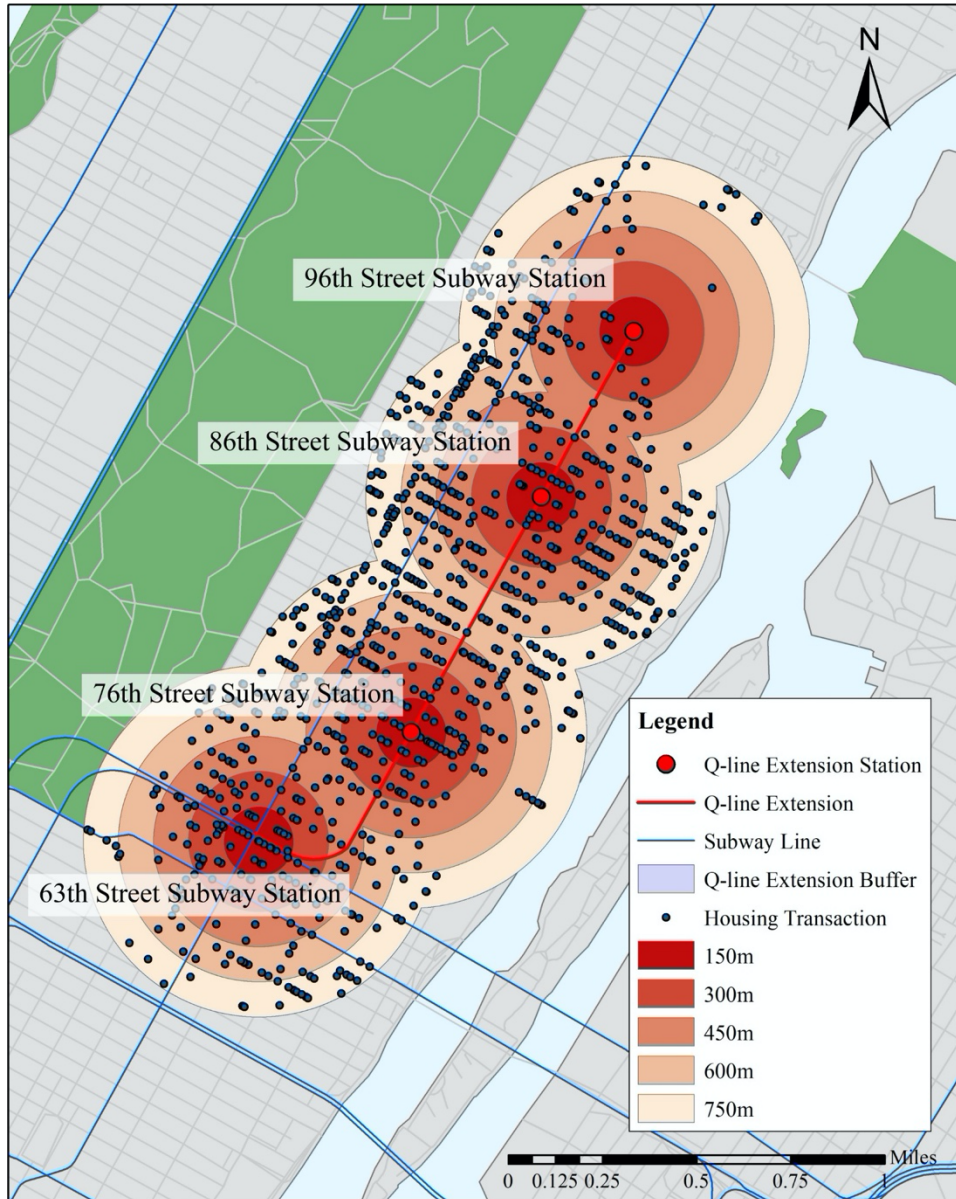 N
96th Street Subway Station
86th Street Subway Station
76th Street Subway Station
63th Street Subway Station
Legend
Q-line Extension Station
Q-line Extension
Subway Line
Q-line Extension Buffer
Housing Transaction
150m
300m
450m
600m
750m
Miles
0 0.125 0.25 0.5 0.75 1